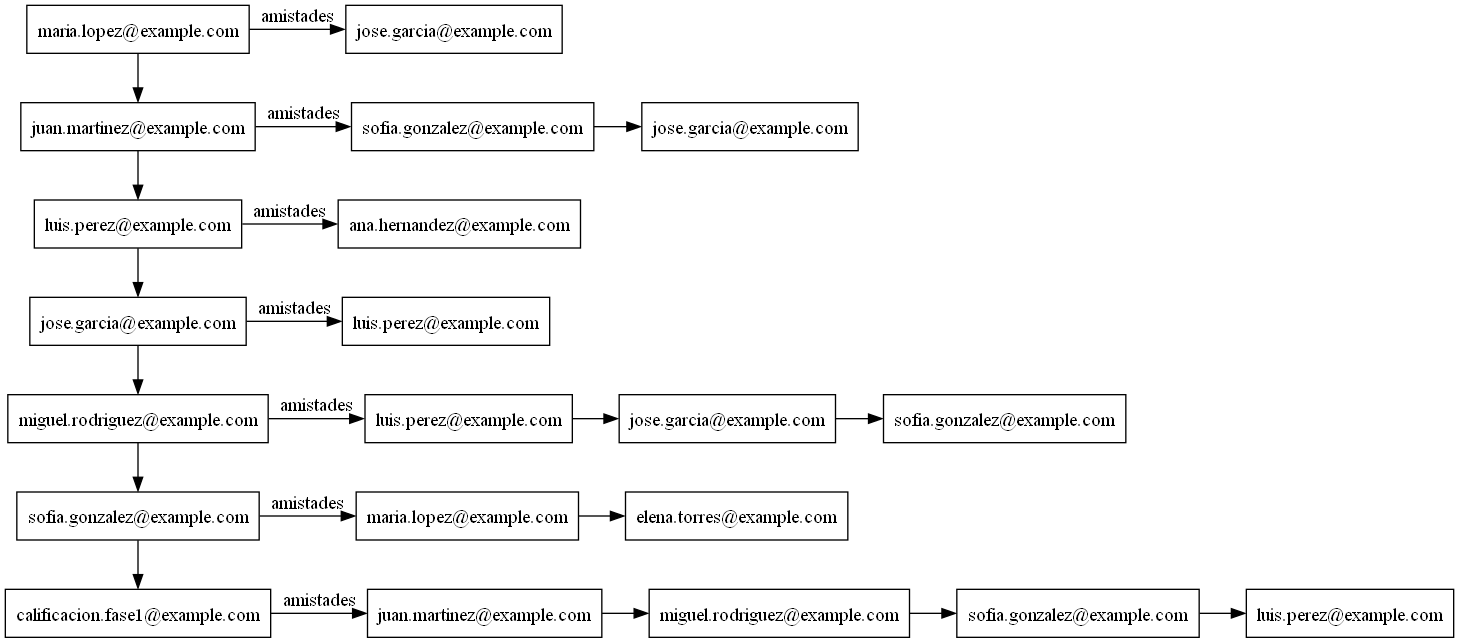 maria.lopez@example.com amistades jose.garcia@example.com
juan.martinez@example.com amistades sofia.gonzalez@example.com jose.garcia@example.com
luis.perez@example.com amistades ana.hernandez@example.com
jose.garcia@example.com amistades luis.perez@example.com
miguel.rodriguez@example.com amistades luis.perez@example.com jose.garcia@example.com sofia.gonzalez@example.com
sofia.gonzalez@example.com amistades maria.lopez@example.com elena.torres@example.com
calificacion.fase1@example.com amistades juan.martinez@example.com miguel.rodriguez@example.com sofia.gonzalez@example.com luis.perez@example.com